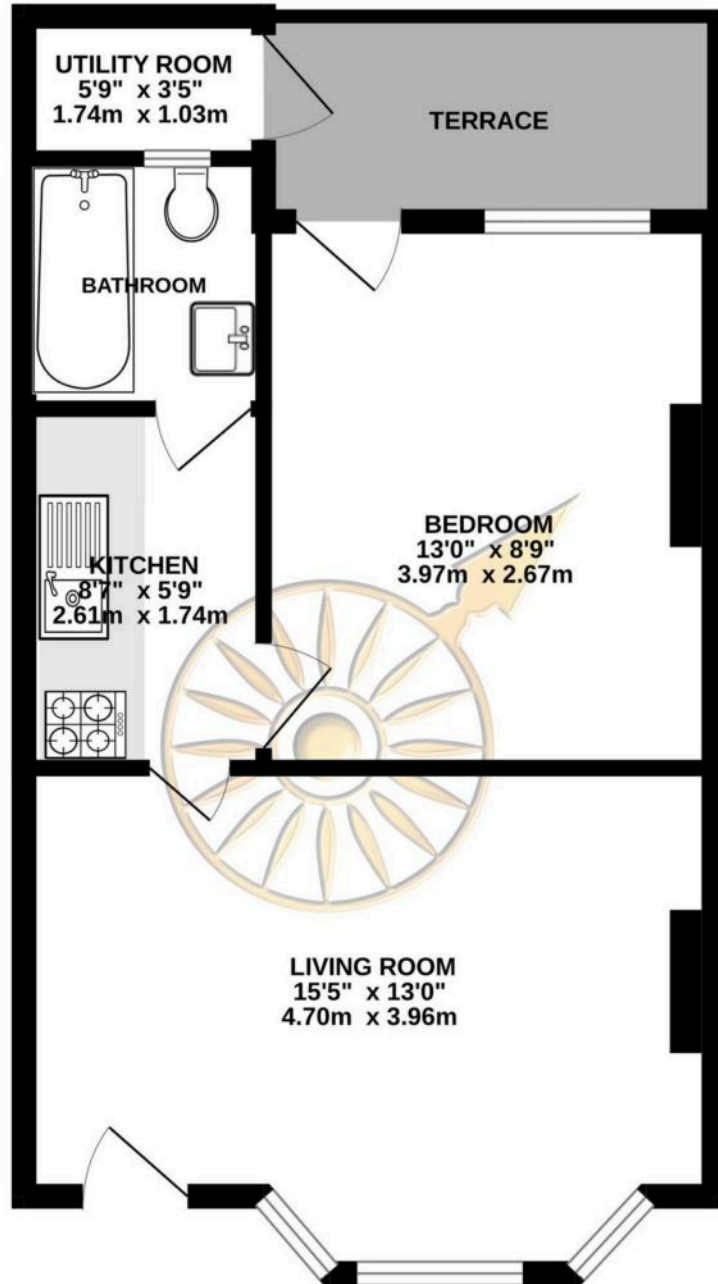 UTILITY ROOM
5'9" x 3'5"
1.74m x 1.03m
TERRACE
BATHROOM
BEDROOM
13'0" x 8'9"
3.97m x 2.67m
KITCHEN
8'7" x 5'9"
2.61m x 1.74m
LIVING ROOM
15'5" x 13'0"
4.70m x 3.96m